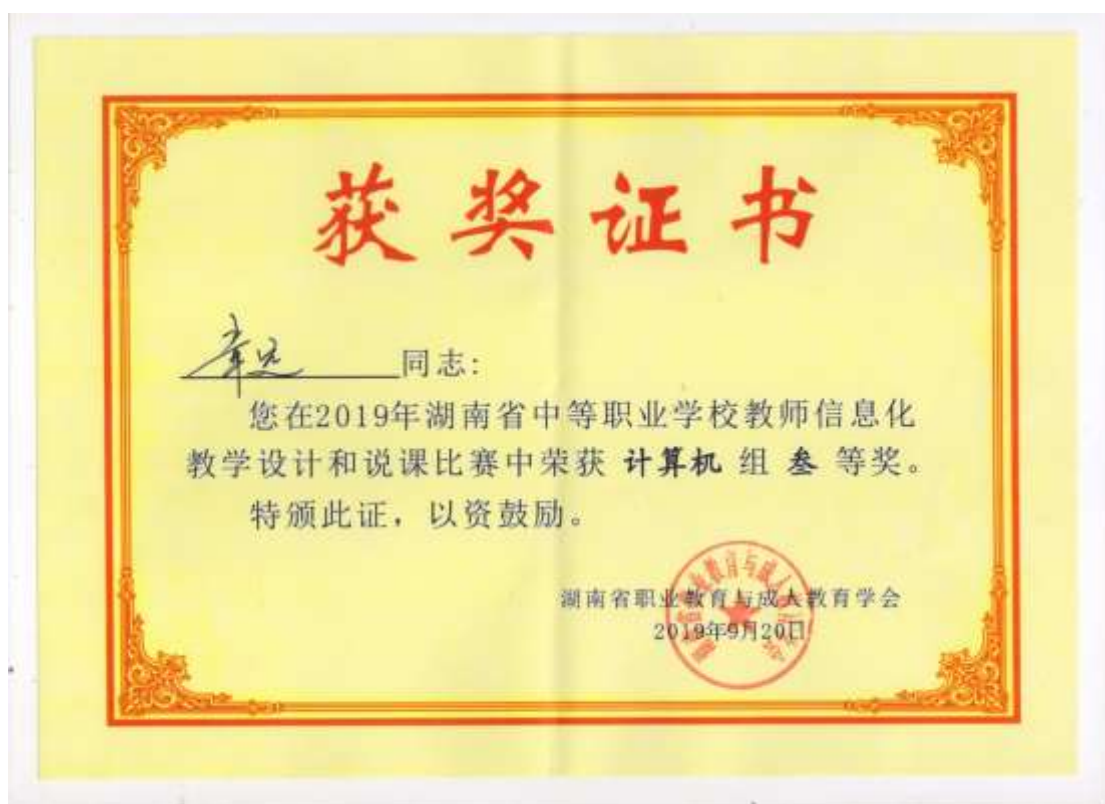 获奖证书
同志:
您在2019年湖南省中等职业学校教师信息化
教学设计和说课比赛中荣获 计算机 组 叁 等奖。
特颁此证，以资鼓励。
湖南省职业教育与成人教育学会
2019年9月20日